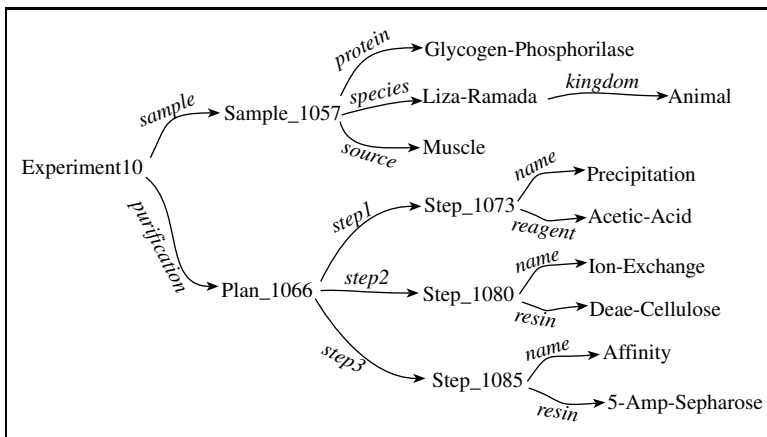 protein
Glycogen-Phosphorilase
species
kingdom
sample
Sample_1057
Liza-Ramada
Animal
source
Muscle
Experiment10
name
Precipitation
purification
step1
Step_1073
reagent
Acetic-Acid
name
Ion-Exchange
Plan_1066
step2
Step_1080
resin
Deae-Cellulose
step3
name
Affinity
Step_1085
resin
5-Amp-Sepharose